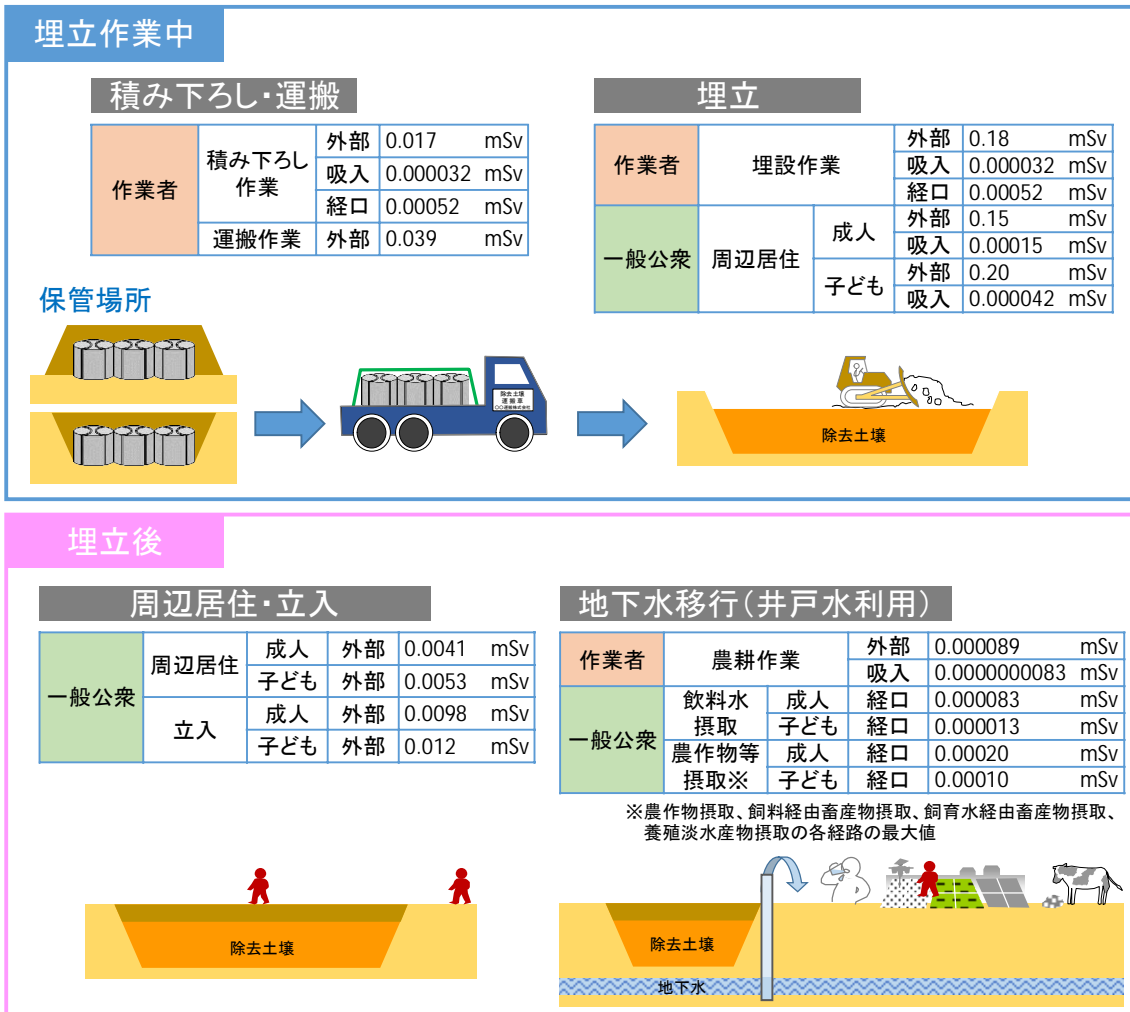 埋立作業中
積み下ろし・運搬
作業者 積み下ろし作業 外部 0.017 mSv
吸入 0.000032 mSv
経口 0.00052 mSv
運搬作業 外部 0.039 mSv
埋立
作業者 埋設作業 外部 0.18 mSv
吸入 0.000032 mSv
経口 0.00052 mSv
一般公衆 周辺居住 成人 外部 0.15 mSv
吸入 0.00015 mSv
子ども 外部 0.20 mSv
吸入 0.000042 mSv
保管場所
除去土壌
運搬車
〇〇運搬株式会社
除去土壌
埋立後
周辺居住・立入
一般公衆 周辺居住 成人 外部 0.0041 mSv
子ども 外部 0.0053 mSv
立入 成人 外部 0.0098 mSv
子ども 外部 0.012 mSv
地下水移行(井戸水利用)
作業者 農耕作業 外部 0.000089 mSv
吸入 0.0000000083 mSv
一般公衆 飲料水摂取 成人 経口 0.000083 mSv
子ども 経口 0.000013 mSv
農作物等摂取※ 成人 経口 0.00020 mSv
子ども 経口 0.00010 mSv
※農作物摂取、飼料経由畜産物摂取、飼育水経由畜産物摂取、
養殖淡水産物摂取の各経路の最大値
除去土壌
除去土壌
地下水